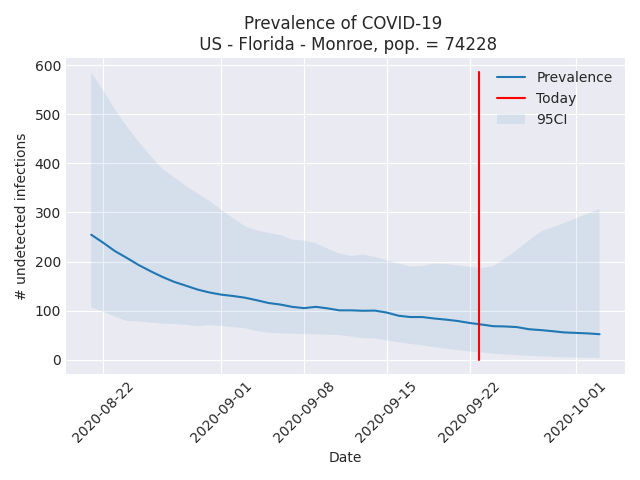 Prevalence of COVID-19
US - Florida - Monroe, pop. = 74228
# undetected infections
600
500
400
300
200
100
0
Prevalence
Today
95CI
2020-08-22
2020-09-01
2020-09-08
2020-09-15
2020-09-22
2020-10-01
Date